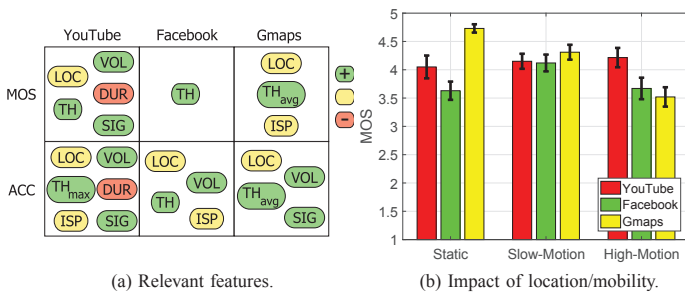 YouTube Facebook Gmaps
MOS
LOC VOL TH DUR SIG
TH
LOC THavg ISP
ACC
LOC VOL THmax DUR ISP SIG
LOC VOL TH ISP
LOC VOL THavg SIG
+
-
(a) Relevant features.
MOS
5
4.5
4
3.5
3
2.5
2
1.5
1
YouTube
Facebook
Gmaps
Static Slow-Motion High-Motion
(b) Impact of location/mobility.